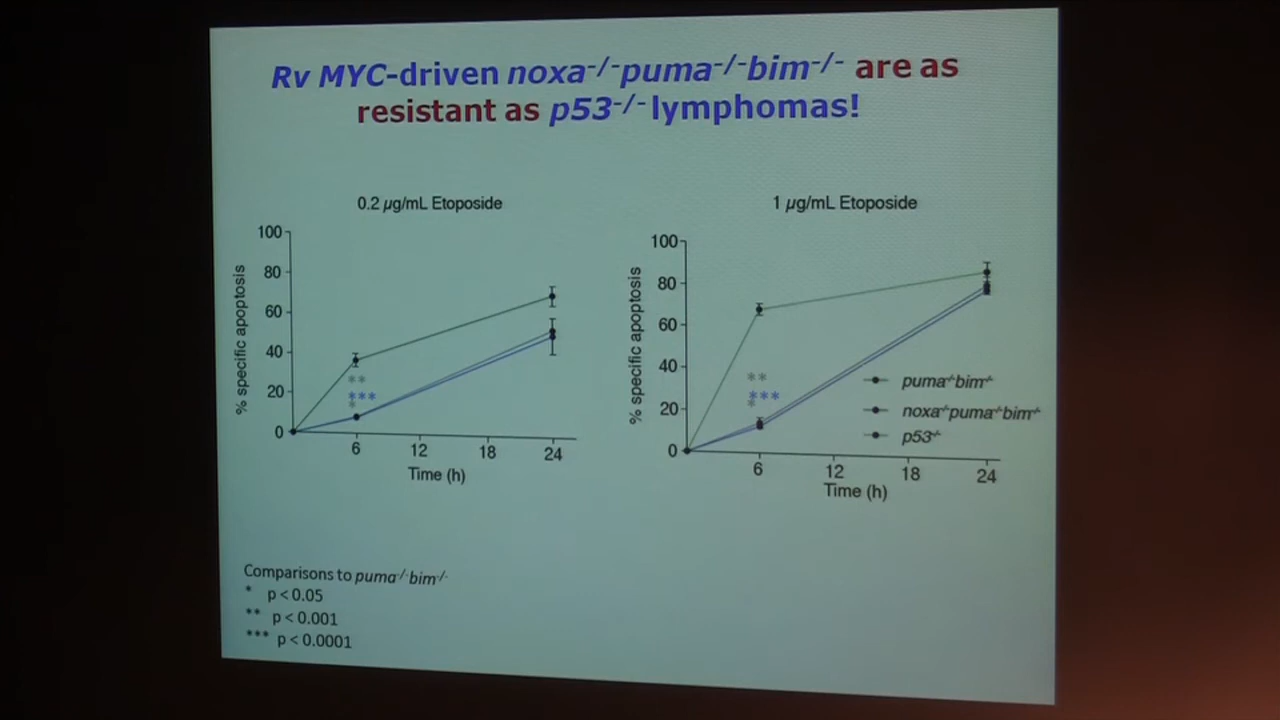 Rv MYC-driven noxa-/-puma-/-bim-/- are as
resistant as p53-/- lymphomas!
0.2 µg/mL Etoposide
100
80
60
40
20
0
% specific apoptosis
**
***
*
6 12 18 24
Time (h)
1 µg/mL Etoposide
100
80
60
40
20
0
% specific apoptosis
**
***
*
puma-/-bim-/-
noxa-/-puma-/-bim-/-
p53-/-
6 12 18 24
Time (h)
Comparisons to puma-/-bim-/-
* p < 0.05
** p < 0.001
*** p < 0.0001